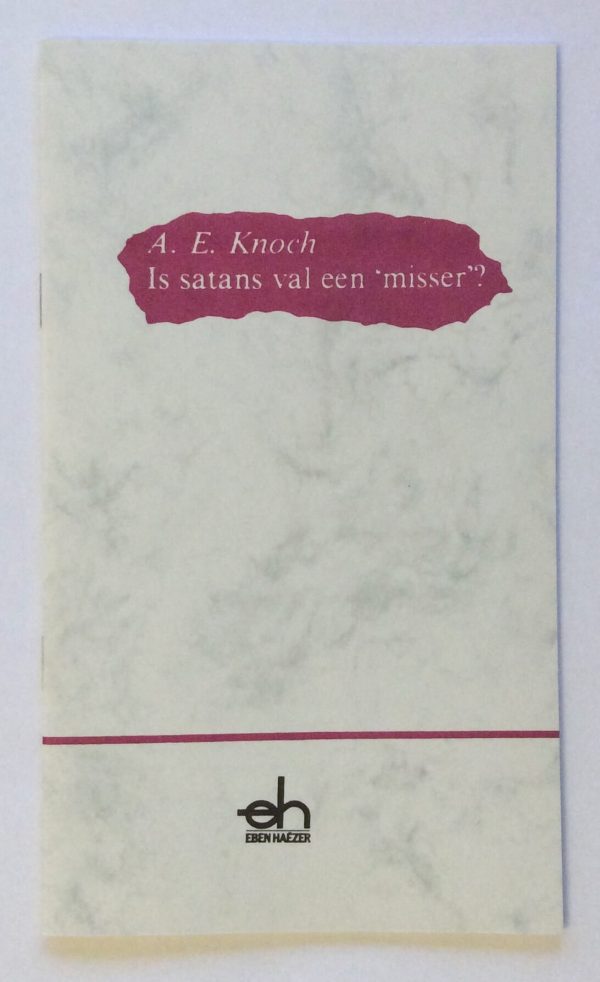 A. E. Knoch
Is satans val een ‘misser’?
eh
EBEN HAËZER